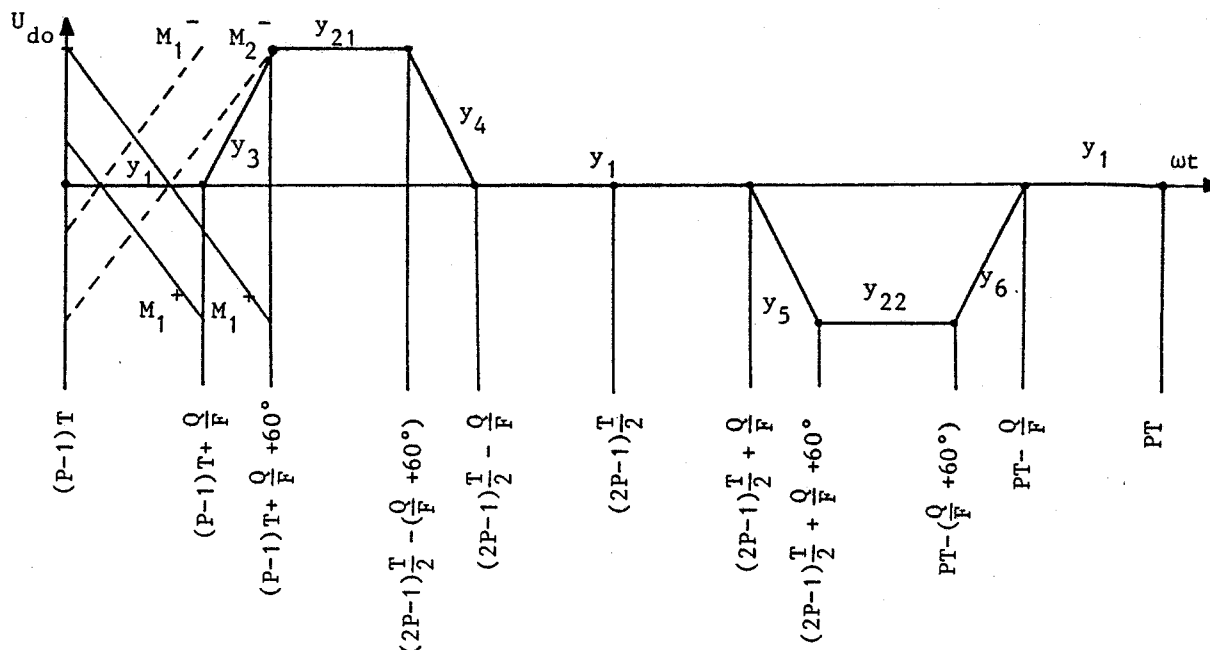 U_do
M_1^-
M_2^-
y_21
y_1
y_3
y_4
y_1
y_1
ωt
M_1^+
M_1^+
y_5
y_22
y_6
(P-1)T
(P-1)T+ Q/F
(P-1)T+ Q/F +60°
(2P-1)T/2 -(Q/F +60°)
(2P-1)T/2 - Q/F
(2P-1)T/2
(2P-1)T/2 + Q/F
(2P-1)T/2 + Q/F +60°
PT-(Q/F +60°)
PT- Q/F
PT